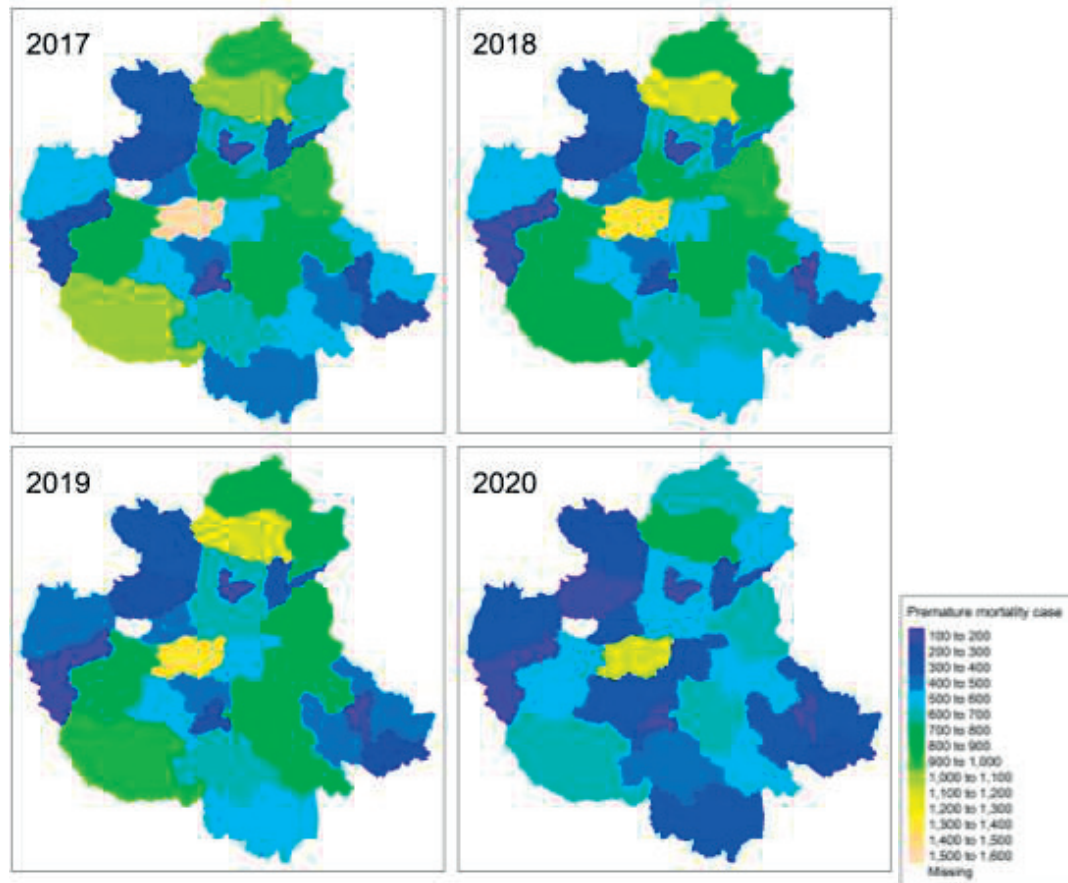 2017
2018
2019
2020
Premature mortality case
100 to 200
200 to 300
300 to 400
400 to 500
500 to 600
600 to 700
700 to 800
800 to 900
900 to 1,000
1,000 to 1,100
1,100 to 1,200
1,200 to 1,300
1,300 to 1,400
1,400 to 1,500
1,500 to 1,600
Missing